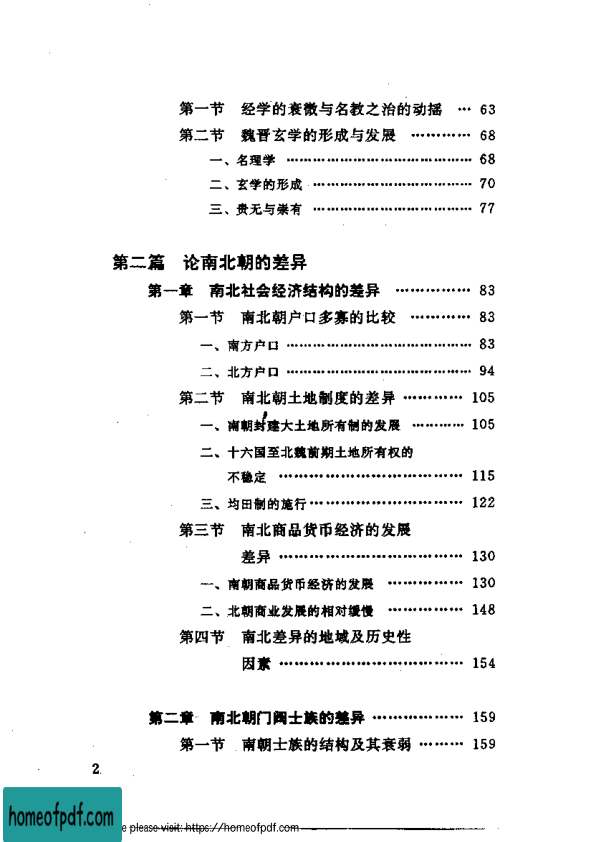 第一节 经学的衰微与名教之治的动摇 … 63
第二节 魏晋玄学的形成与发展 ………… 68
一、名理学 ………………………………… 68
二、玄学的形成 …………………………… 70
三、贵无与崇有 …………………………… 77
第二篇 论南北朝的差异
第一章 南北社会经济结构的差异 …………… 83
第一节 南北朝户口多寡的比较 ………… 83
一、南方户口 ………………………………… 83
二、北方户口 ………………………………… 94
第二节 南北朝土地制度的差异 ………… 105
一、南朝封建大土地所有制的发展 ………… 105
二、十六国至北魏前期土地所有权的
不稳定 ………………………………… 115
三、均田制的施行 ………………………… 122
第三节 南北商品货币经济的发展
差异 ………………………………… 130
一、南朝商品货币经济的发展 …………… 130
二、北朝商业发展的相对缓慢 …………… 148
第四节 南北差异的地域及历史性
因素 ………………………………… 154
第二章 南北朝门阀士族的差异 ……………… 159
第一节 南朝士族的结构及其衰弱 ……… 159
2
homeofpdf.com
e please visit: https://homeofpdf.com